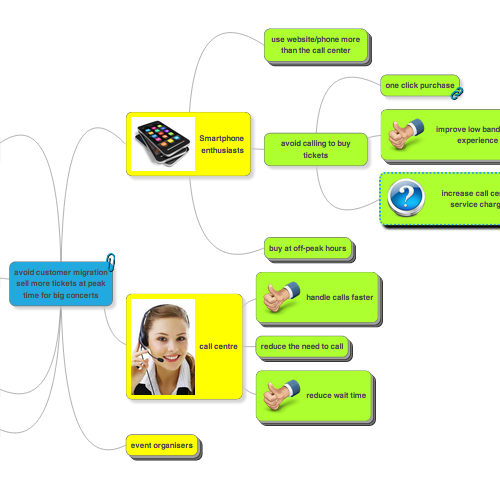 use website/phone more
than the call center
one click purchase
Smartphone
enthusiasts
avoid calling to buy
tickets
improve low band
experience
increase call ce
service charg
buy at off-peak hours
avoid customer migration
sell more tickets at peak
time for big concerts
call centre
handle calls faster
reduce the need to call
reduce wait time
event organisers